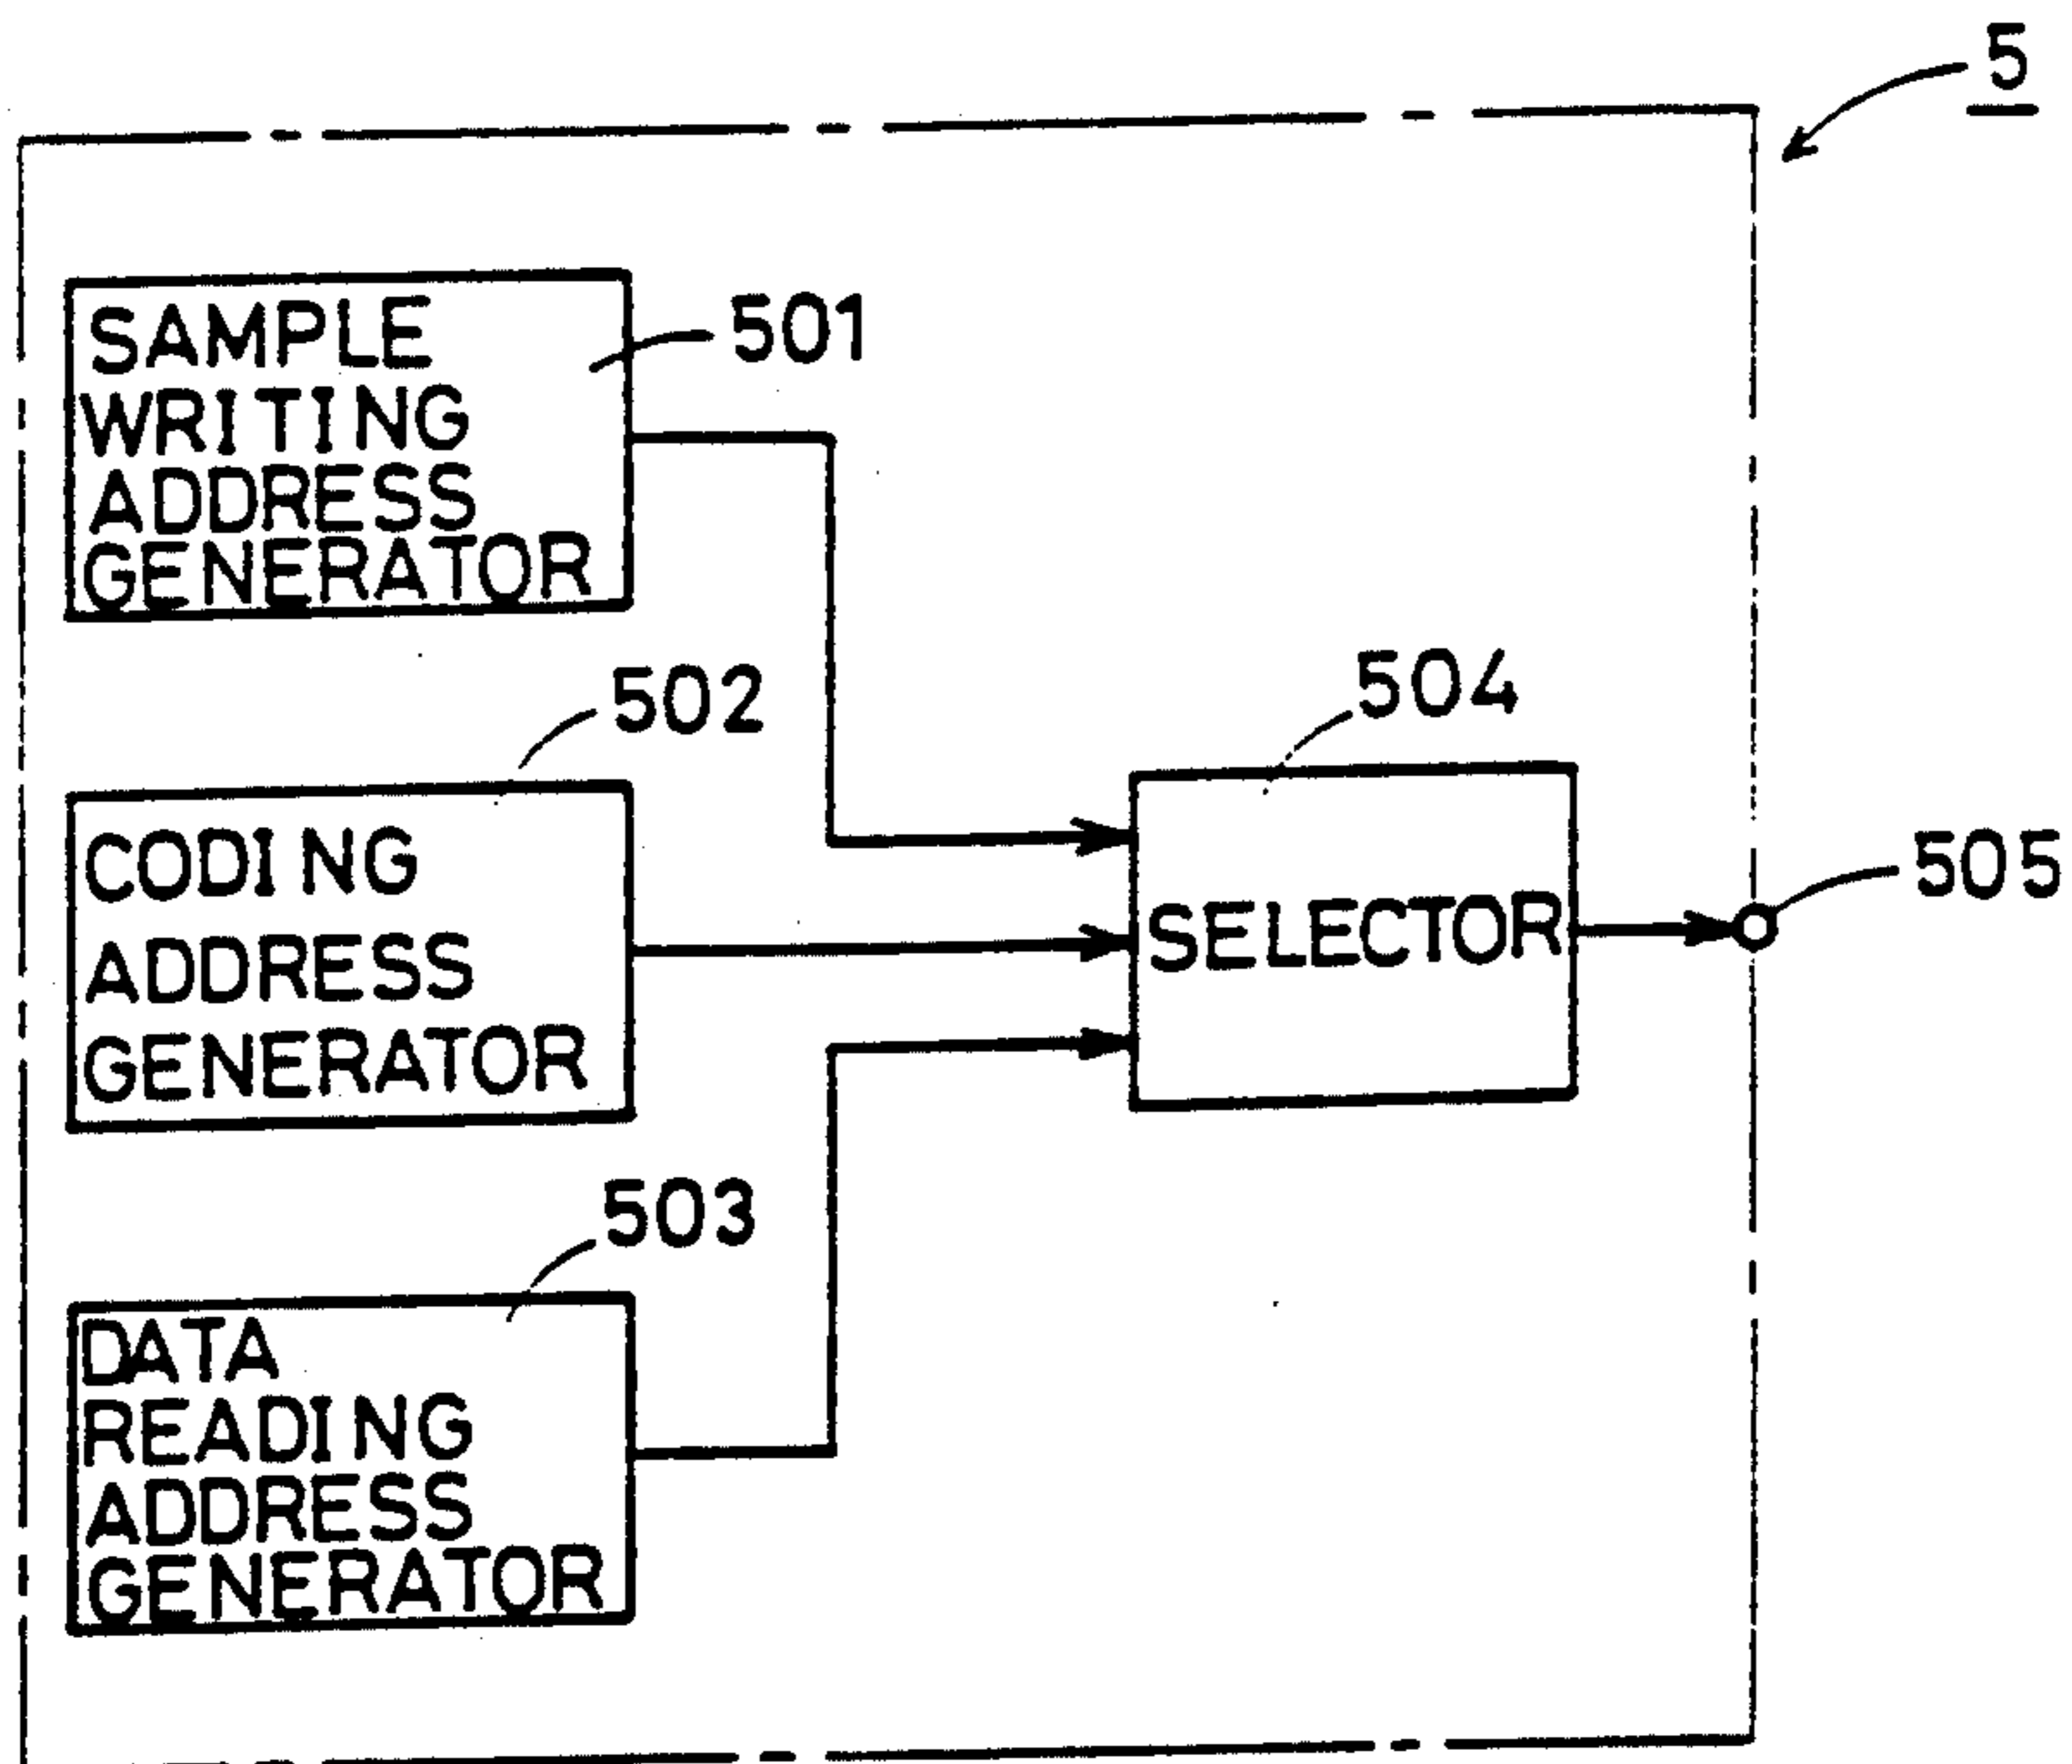 5
SAMPLE
WRITING
ADDRESS
GENERATOR
501
502
CODING
ADDRESS
GENERATOR
504
SELECTOR
505
503
DATA
READING
ADDRESS
GENERATOR